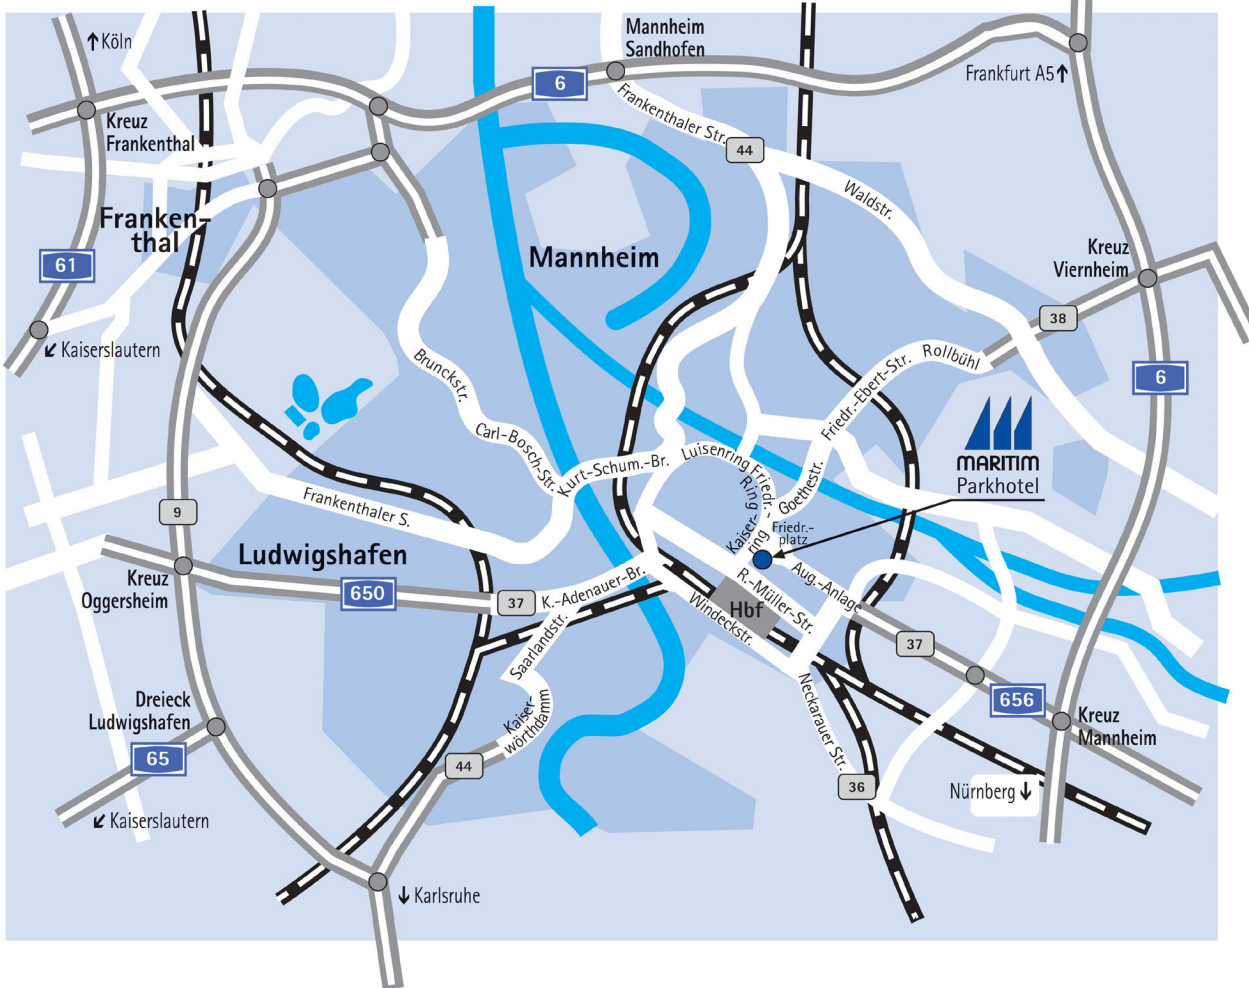 Köln
Mannheim
Sandhofen
6
Frankfurt A5
Kreuz
Frankenthal
Frankenthaler Str.
44
Waldstr.
Franken-
thal
61
Mannheim
Kreuz
Viernheim
38
Kaiserslautern
Brunckstr.
Friedr.-Ebert-Str.
Rollbühl
6
Carl-Bosch-Str.
Kurt-Schum.-Br.
Luisenring
Friedr.-
Ring
Goethestr.
MARITIM
Parkhotel
Frankenthaler S.
9
Kaiser-
ring
Friedr.-
platz
Ludwigshafen
Kreuz
Oggersheim
650
37
K.-Adenauer-Br.
Hbf
R.-Müller-Str.
Aug.-Anlage
Windeckstr.
Saarlandstr.
37
656
Kreuz
Mannheim
Dreieck
Ludwigshafen
65
Kaiser-
wörthdamm
44
Neckarauer Str.
36
Nürnberg
Kaiserslautern
Karlsruhe